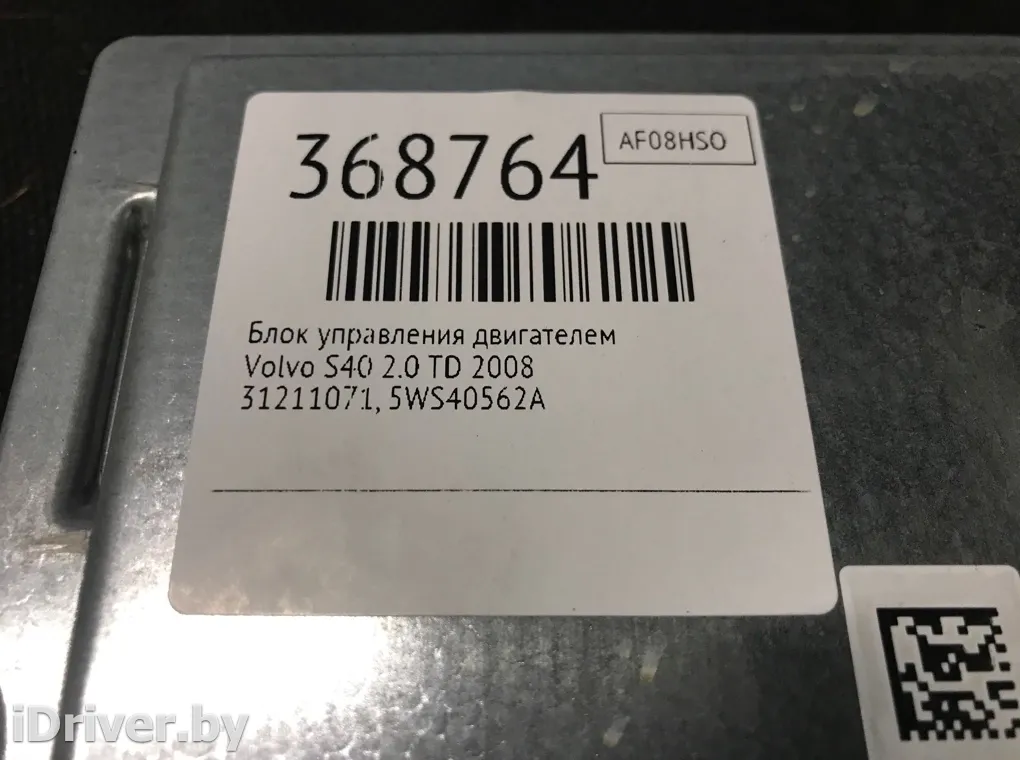 368764
AF08HSO
Блок управления двигателем
Volvo S40 2.0 TD 2008
31211071, 5WS40562A
iDriver.by